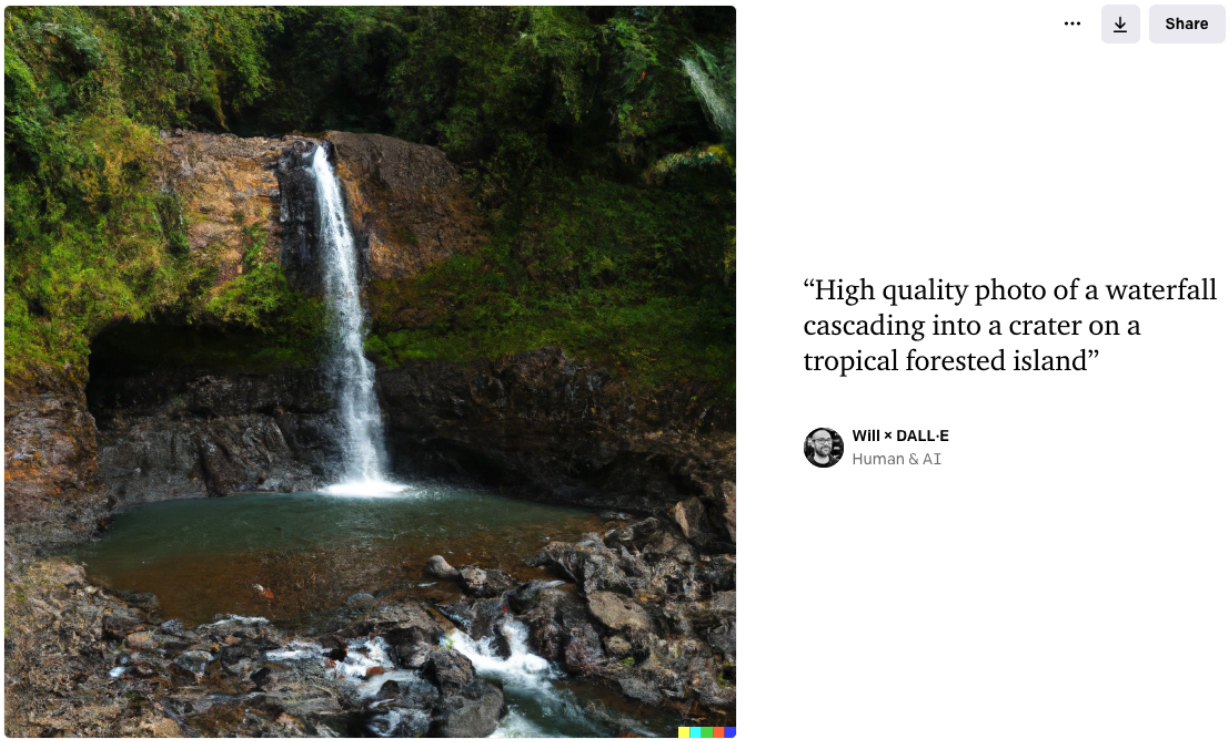 Share
“High quality photo of a waterfall
cascading into a crater on a
tropical forested island”
Will × DALL·E
Human & AI